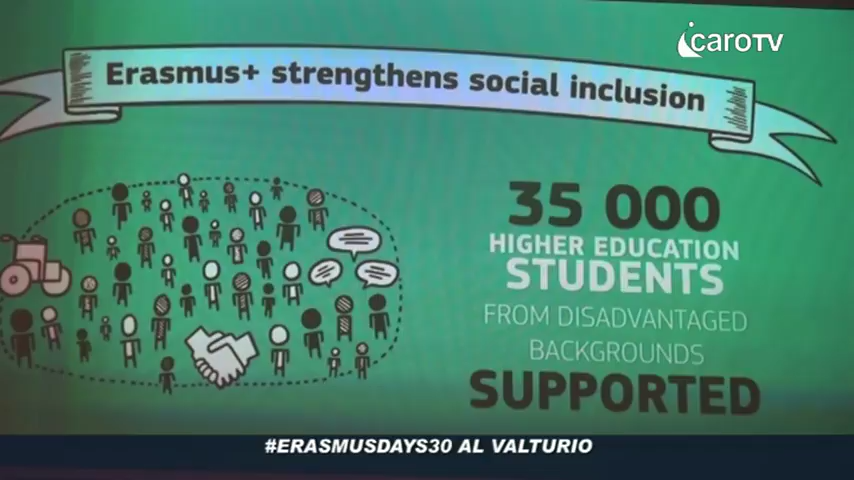 icaroTV
Erasmus+ strengthens social inclusion
35 000
HIGHER EDUCATION
STUDENTS
FROM DISADVANTAGED
BACKGROUNDS
SUPPORTED
#ERASMUSDAYS30 AL VALTURIO